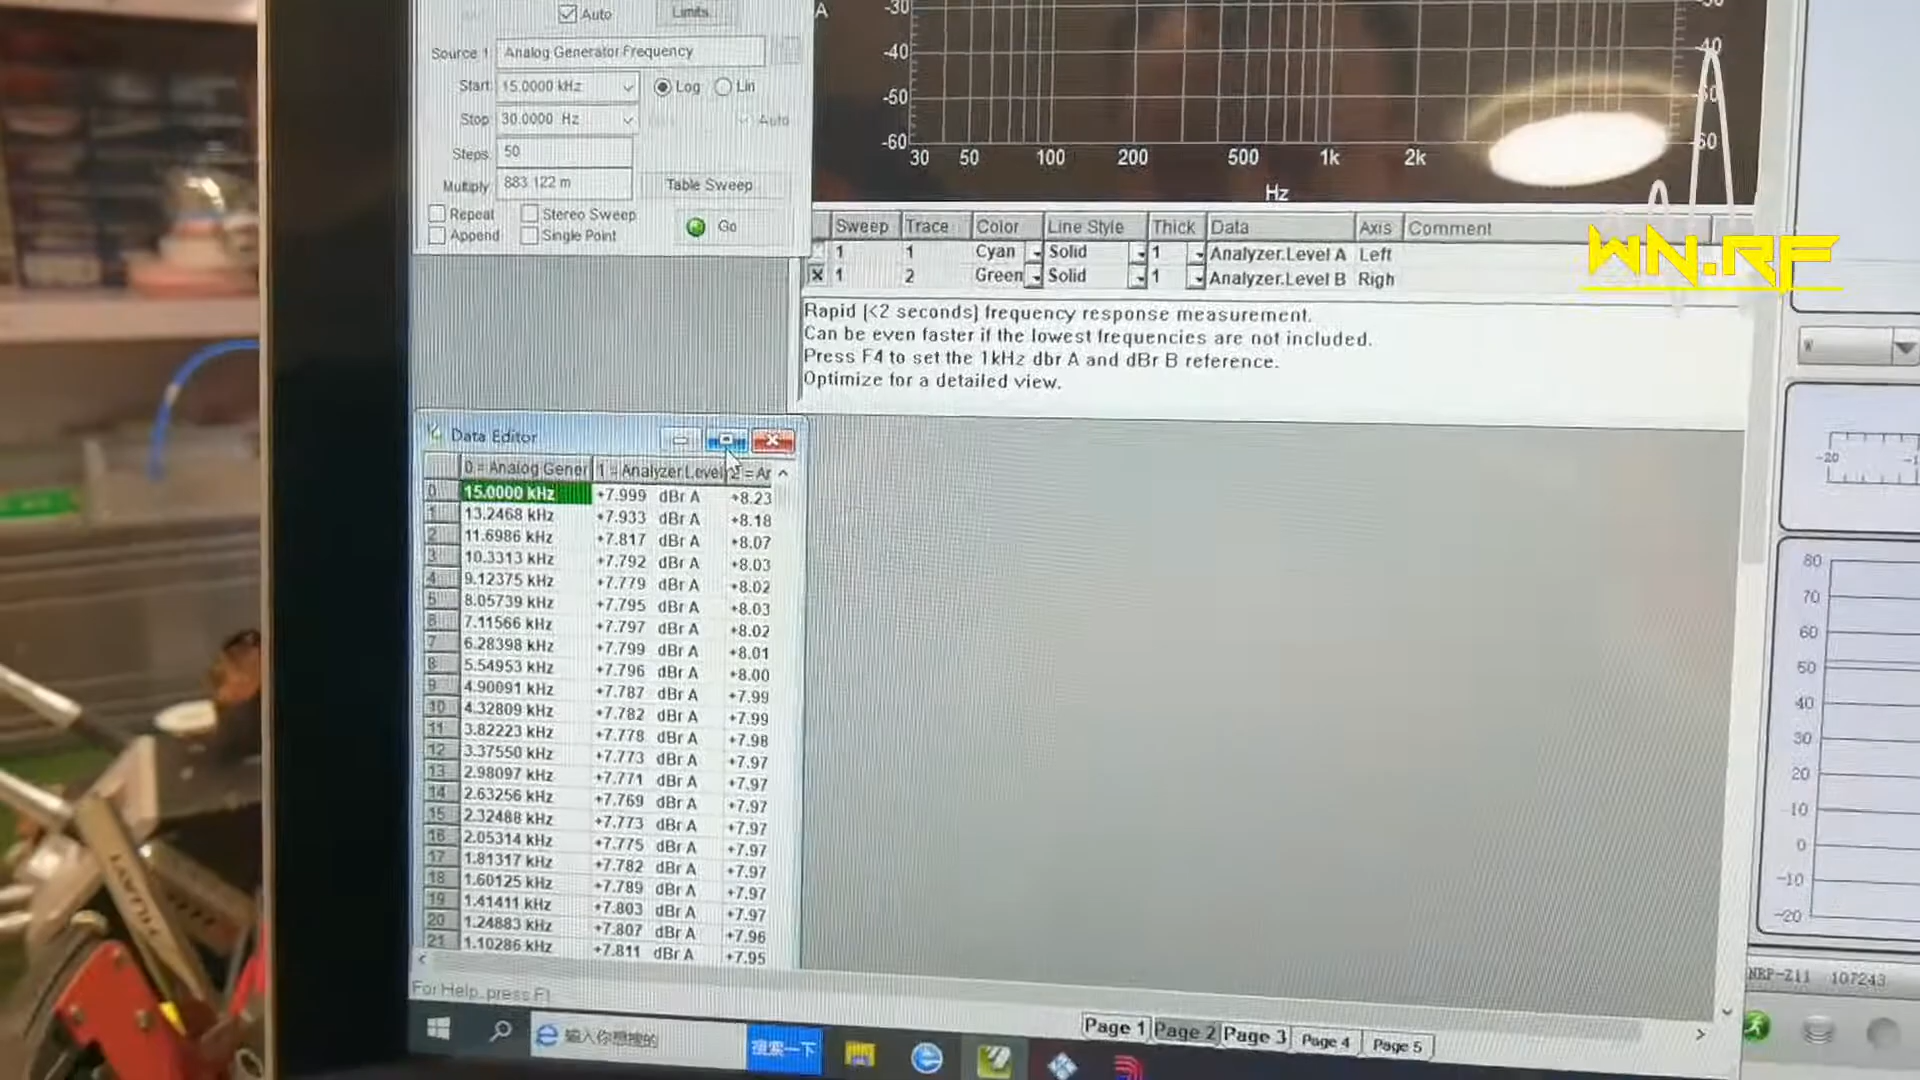 Auto Limits
A -30
Source 1 Analog Generator Frequency
Start 15.0000 kHz Log Lin
Stop 30.0000 Hz Auto
Steps 50
Multiply 883.122 m Table Sweep
Repeat Stereo Sweep
Append Single Point Go
-40 -40
-50
-60
30 50 100 200 500 1k 2k
Hz
Sweep Trace Color Line Style Thick Data Axis Comment
1 1 Cyan Solid 1 Analyzer.Level A Left
1 2 Green Solid 1 Analyzer.Level B Righ
WN.RF
Rapid (<2 seconds) frequency response measurement.
Can be even faster if the lowest frequencies are not included.
Press F4 to set the 1kHz dbr A and dBr B reference.
Optimize for a detailed view.
Data Editor
0 = Analog Gener 1 = Analyzer.Level 2 = Ar
0 15.0000 kHz +7.999 dBr A +8.23
1 13.2468 kHz +7.933 dBr A +8.18
2 11.6986 kHz +7.817 dBr A +8.07
3 10.3313 kHz +7.792 dBr A +8.03
4 9.12375 kHz +7.779 dBr A +8.02
5 8.05739 kHz +7.795 dBr A +8.03
6 7.11566 kHz +7.797 dBr A +8.02
7 6.28398 kHz +7.799 dBr A +8.01
8 5.54953 kHz +7.796 dBr A +8.00
9 4.90091 kHz +7.787 dBr A +7.99
10 4.32809 kHz +7.782 dBr A +7.99
11 3.82223 kHz +7.778 dBr A +7.98
12 3.37550 kHz +7.773 dBr A +7.97
13 2.98097 kHz +7.771 dBr A +7.97
14 2.63256 kHz +7.769 dBr A +7.97
15 2.32488 kHz +7.773 dBr A +7.97
16 2.05314 kHz +7.775 dBr A +7.97
17 1.81317 kHz +7.782 dBr A +7.97
18 1.60125 kHz +7.789 dBr A +7.97
19 1.41411 kHz +7.803 dBr A +7.97
20 1.24883 kHz +7.807 dBr A +7.96
21 1.10286 kHz +7.811 dBr A +7.95
For Help, press F1
Page 1 Page 2 Page 3 Page 4 Page 5
输入你想搜的 搜索一下
-20
80
70
60
50
40
30
20
-10
0
-10
-20
NRP-Z11 107243